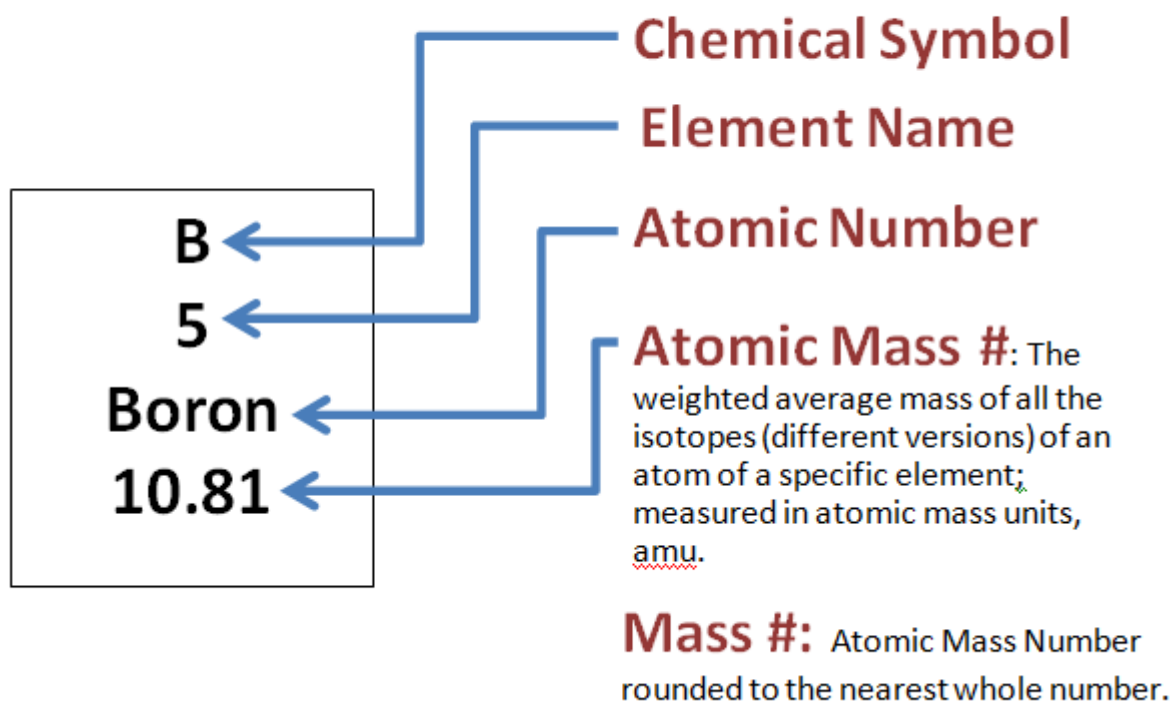 Chemical Symbol
Element Name
B
Atomic Number
5
Atomic Mass #: The
weighted average mass of all the
isotopes (different versions) of an
atom of a specific element;
measured in atomic mass units,
amu.
Boron
10.81
Mass #: Atomic Mass Number
rounded to the nearest whole number.